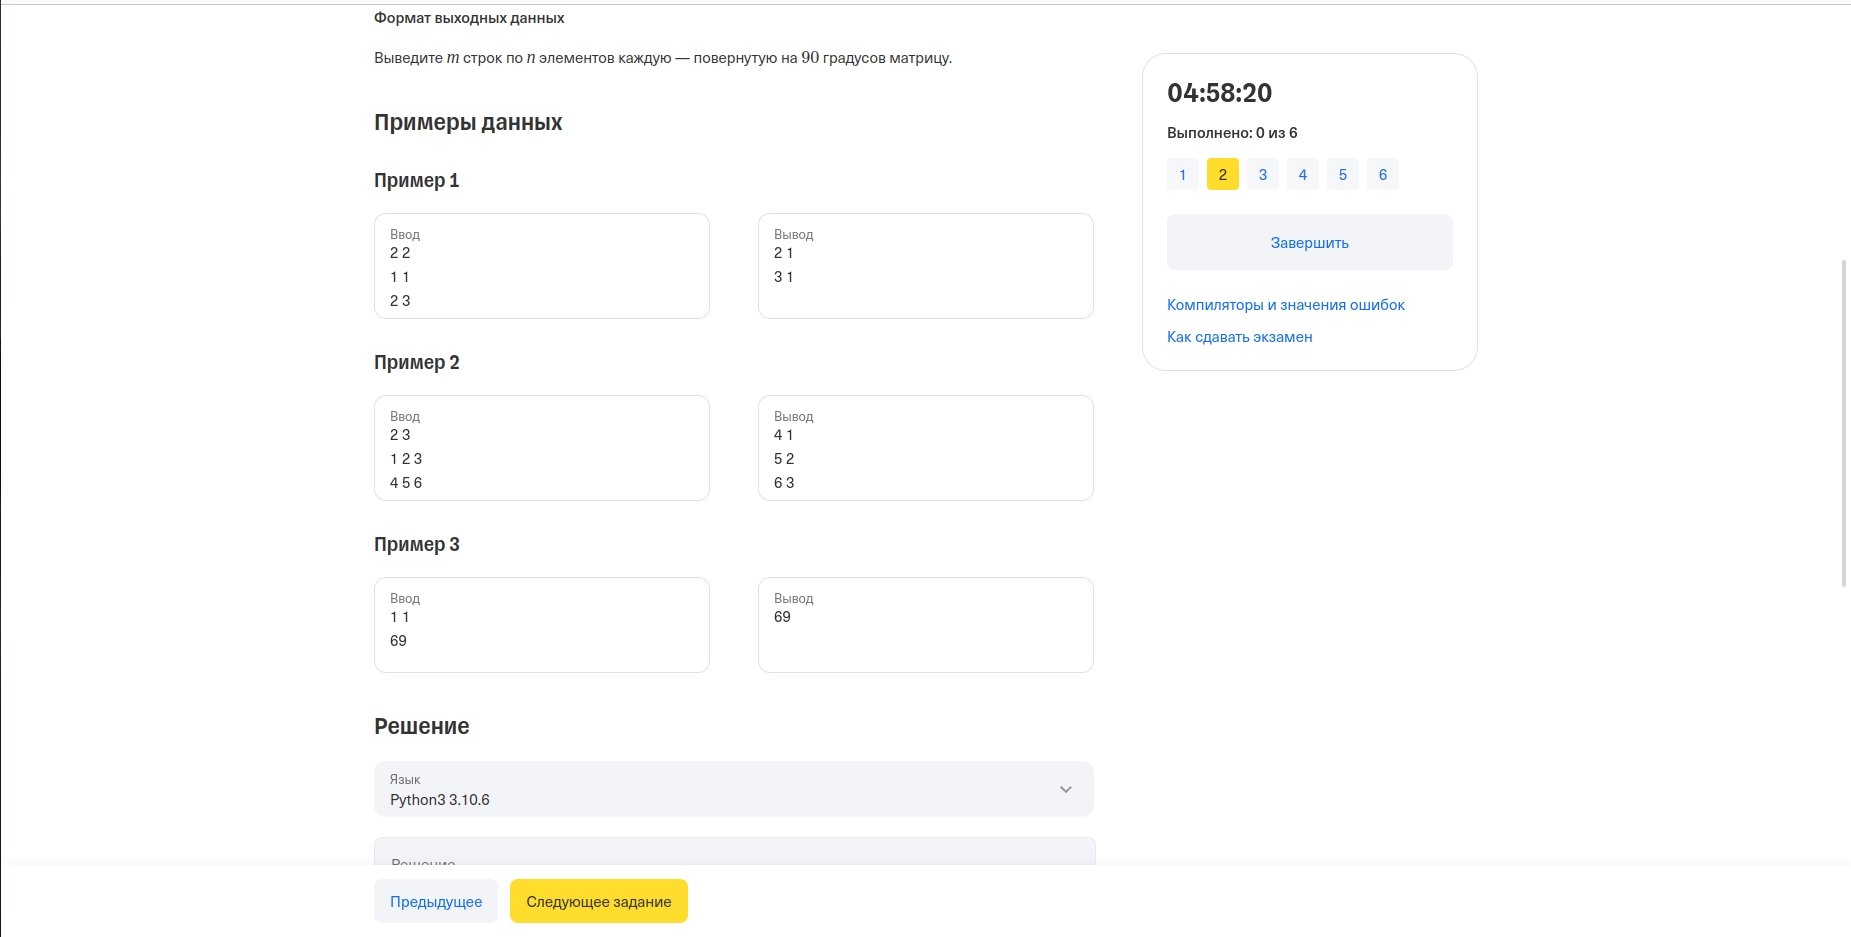 Формат выходных данных
Выведите m строк по n элементов каждую — повернутую на 90 градусов матрицу.
Примеры данных
Пример 1
Ввод
2 2
1 1
2 3
Вывод
2 1
3 1
Пример 2
Ввод
2 3
1 2 3
4 5 6
Вывод
4 1
5 2
6 3
Пример 3
Ввод
1 1
69
Вывод
69
Решение
Язык
Python3 3.10.6
Решение
Предыдущее
Следующее задание
04:58:20
Выполнено: 0 из 6
1 2 3 4 5 6
Завершить
Компиляторы и значения ошибок
Как сдавать экзамен